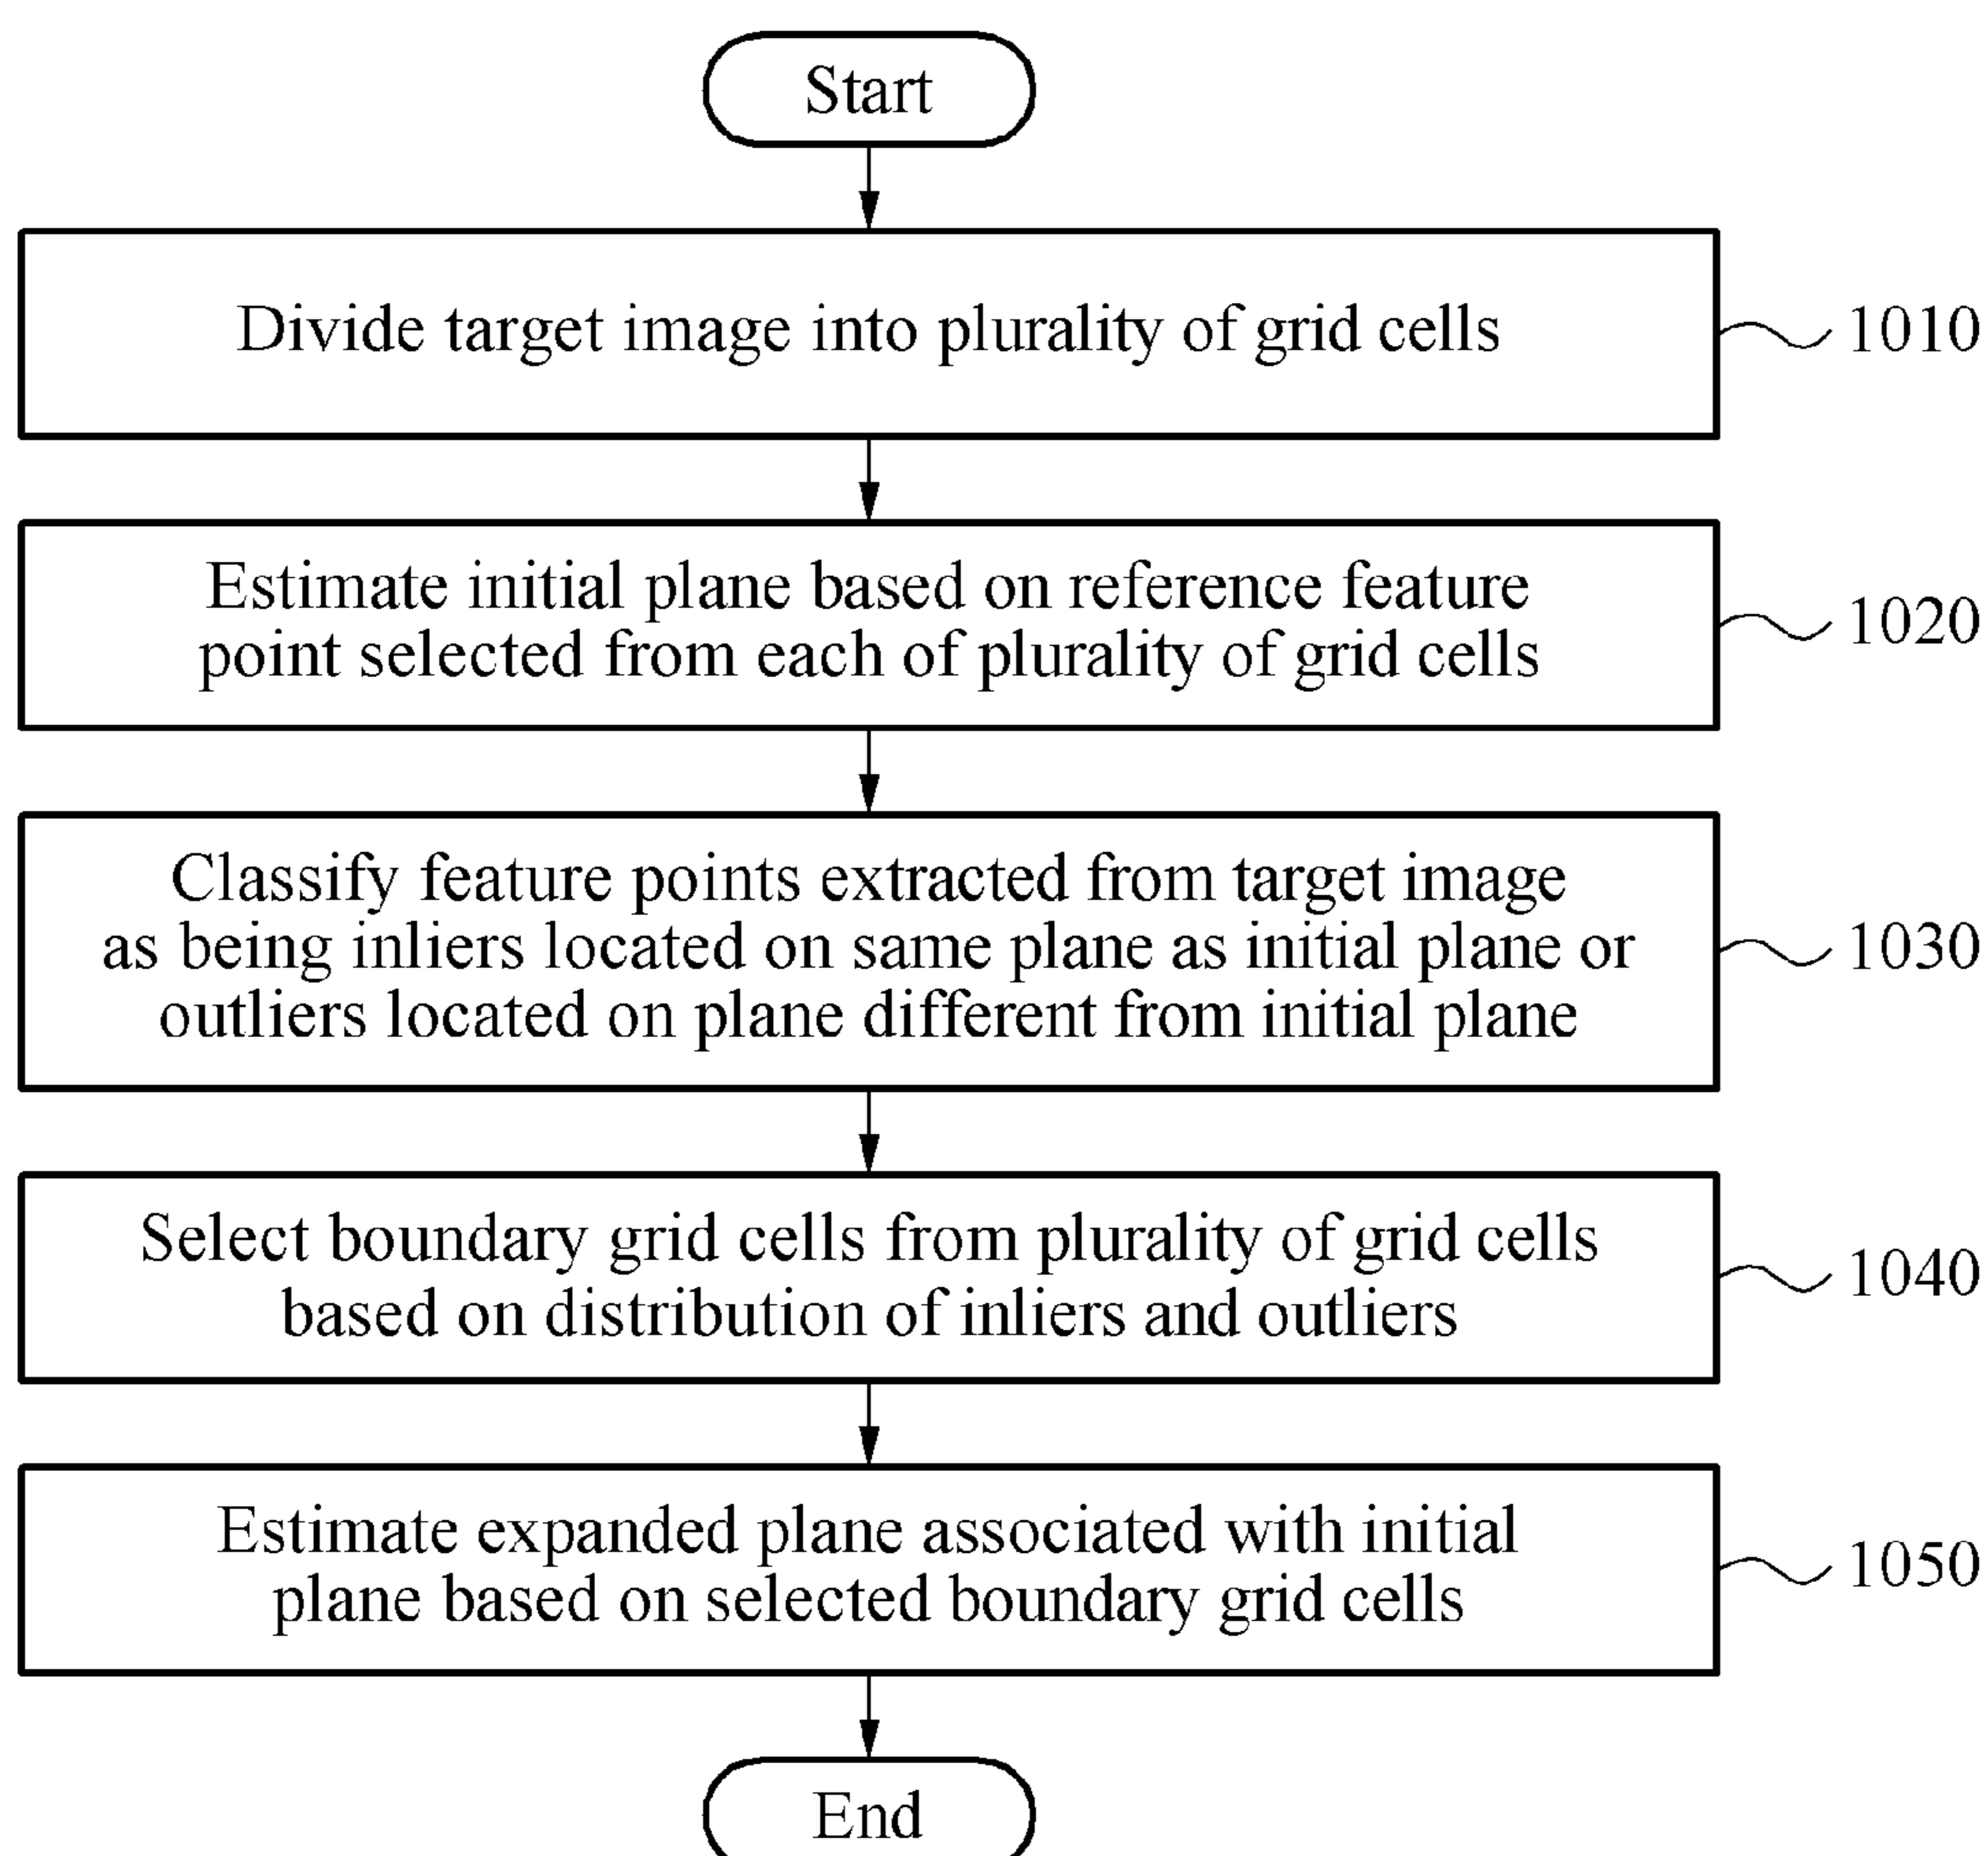 Start
Divide target image into plurality of grid cells
1010
Estimate initial plane based on reference feature
point selected from each of plurality of grid cells
1020
Classify feature points extracted from target image
as being inliers located on same plane as initial plane or
outliers located on plane different from initial plane
1030
Select boundary grid cells from plurality of grid cells
based on distribution of inliers and outliers
1040
Estimate expanded plane associated with initial
plane based on selected boundary grid cells
1050
End